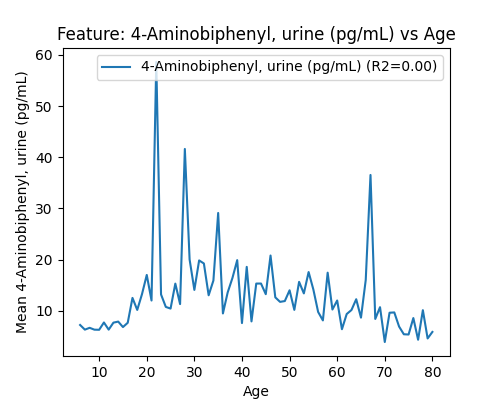 Feature: 4-Aminobiphenyl, urine (pg/mL) vs Age
4-Aminobiphenyl, urine (pg/mL) (R2=0.00)
Mean 4-Aminobiphenyl, urine (pg/mL)
60
50
40
30
20
10
10 20 30 40 50 60 70 80
Age